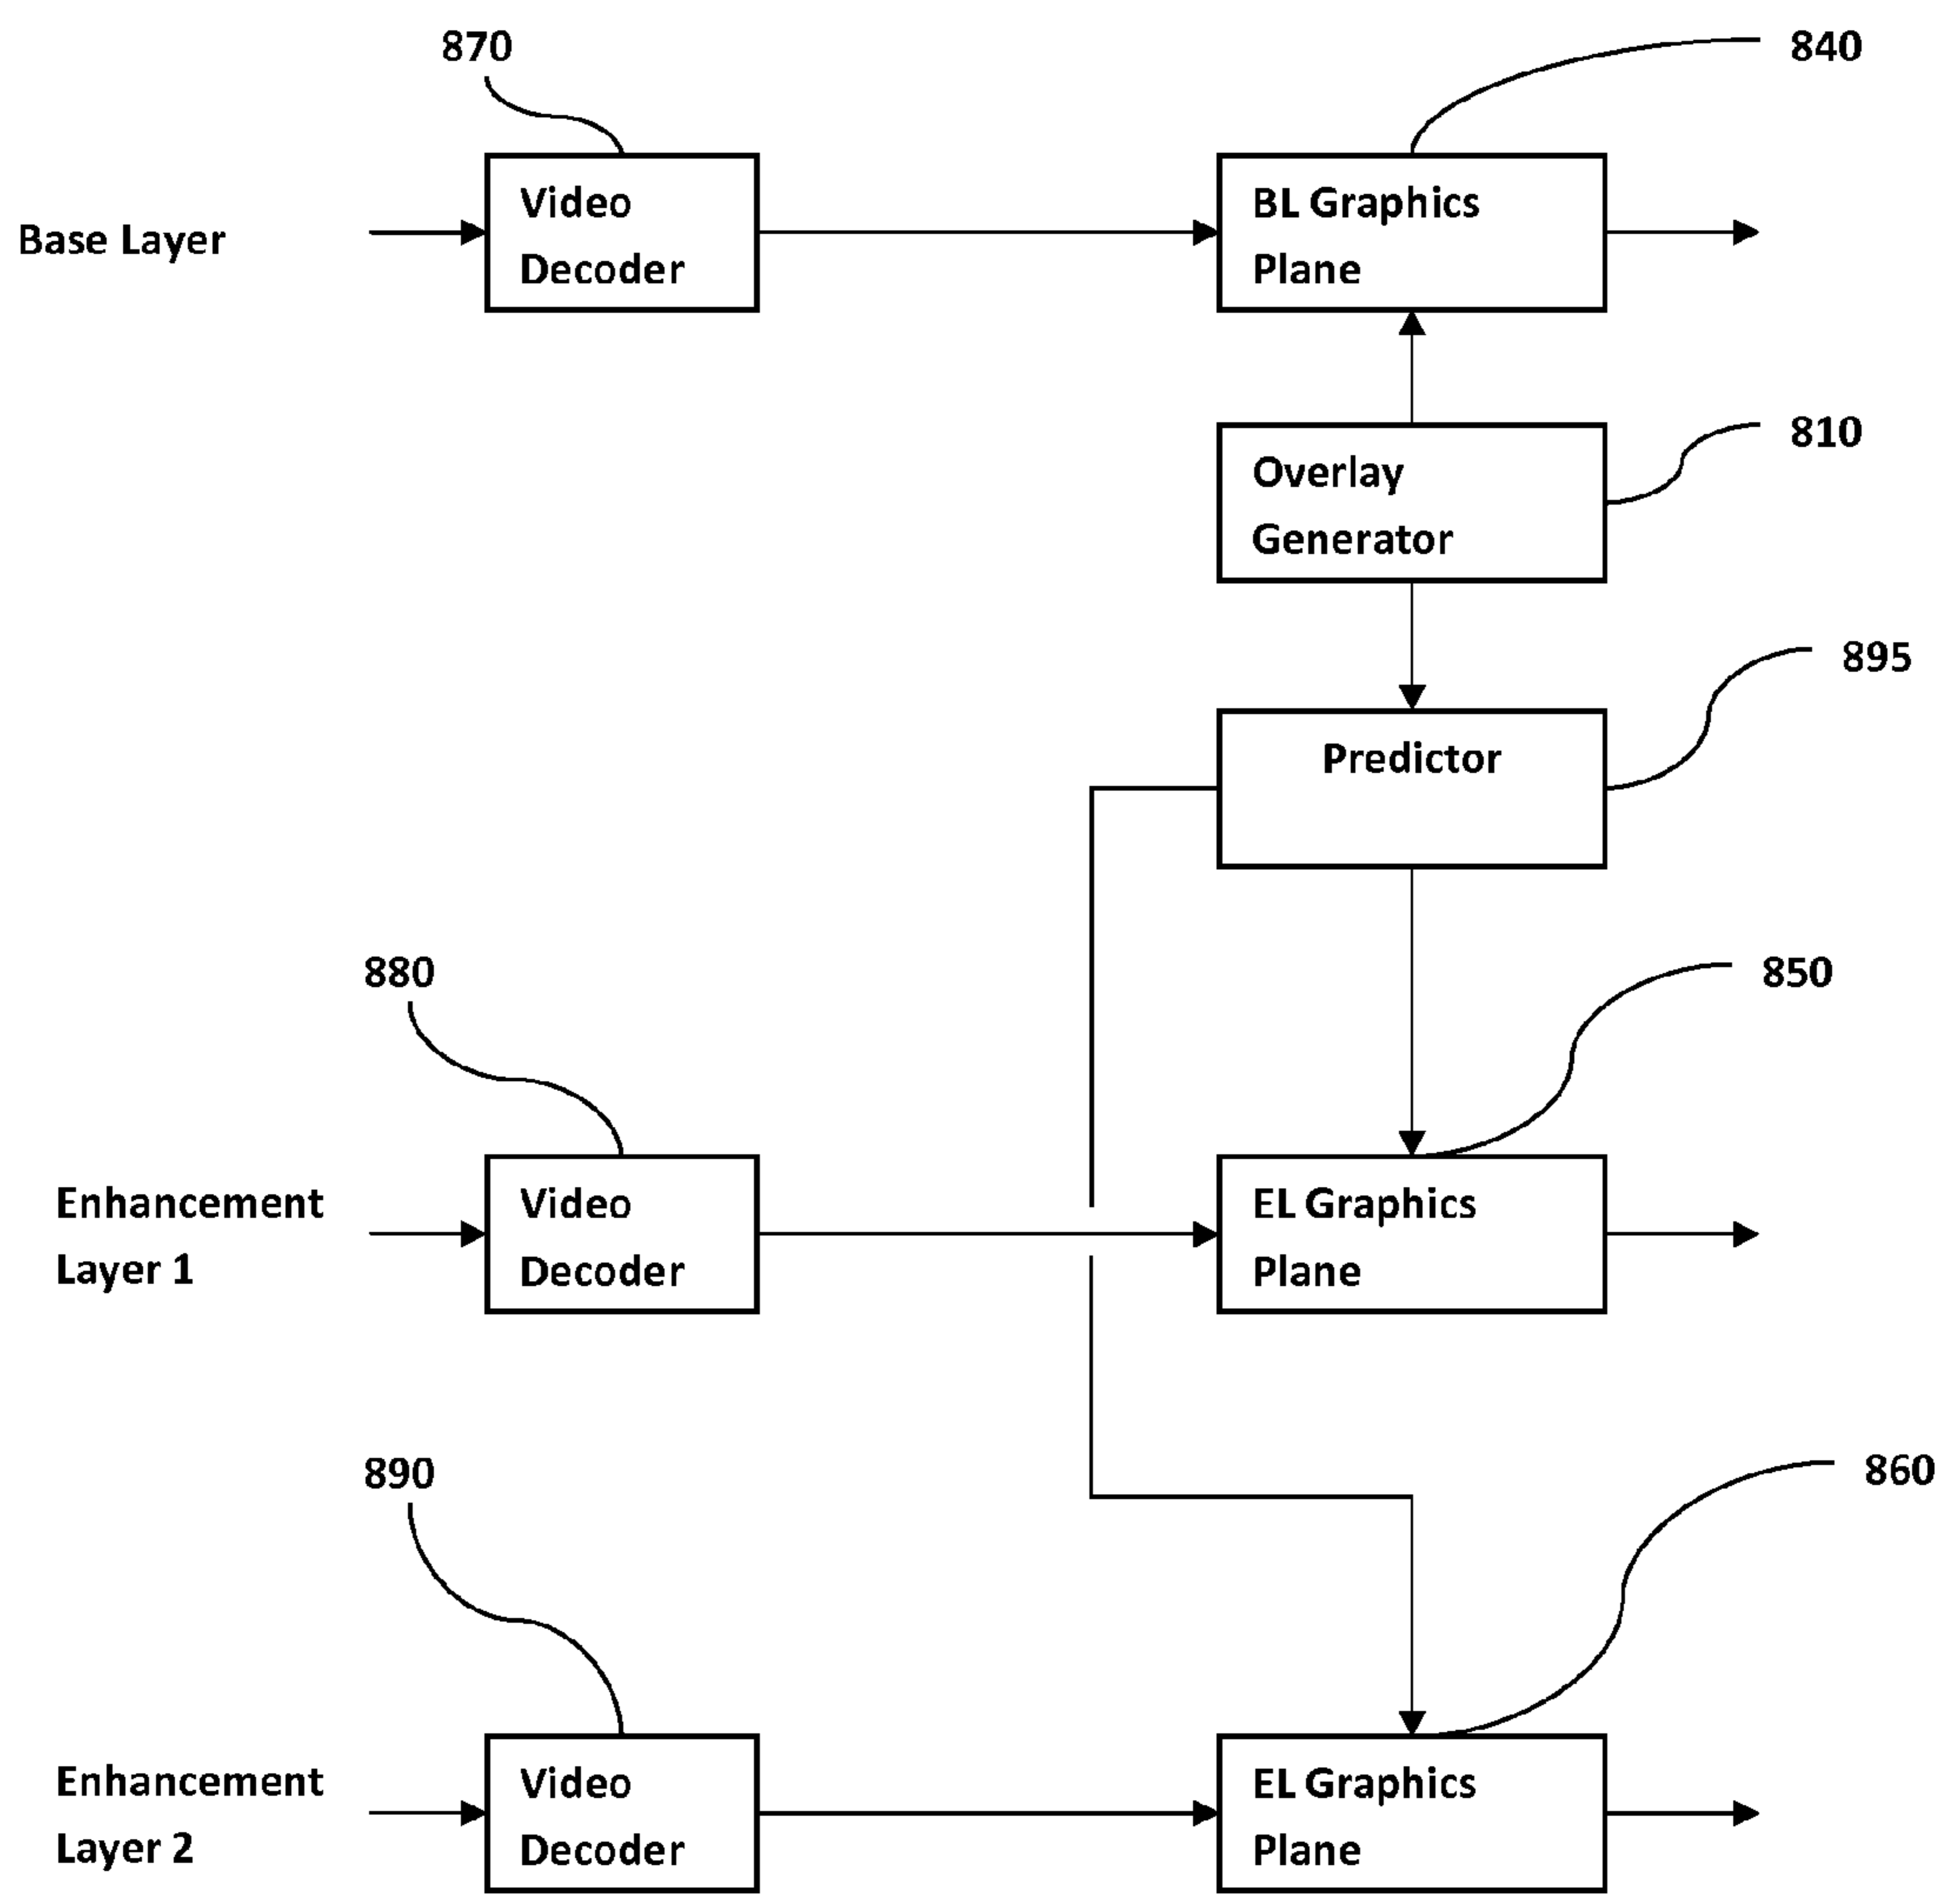 870
840
Base Layer
Video
Decoder
BL Graphics
Plane
810
Overlay
Generator
895
Predictor
880
850
Enhancement
Layer 1
Video
Decoder
EL Graphics
Plane
890
860
Enhancement
Layer 2
Video
Decoder
EL Graphics
Plane